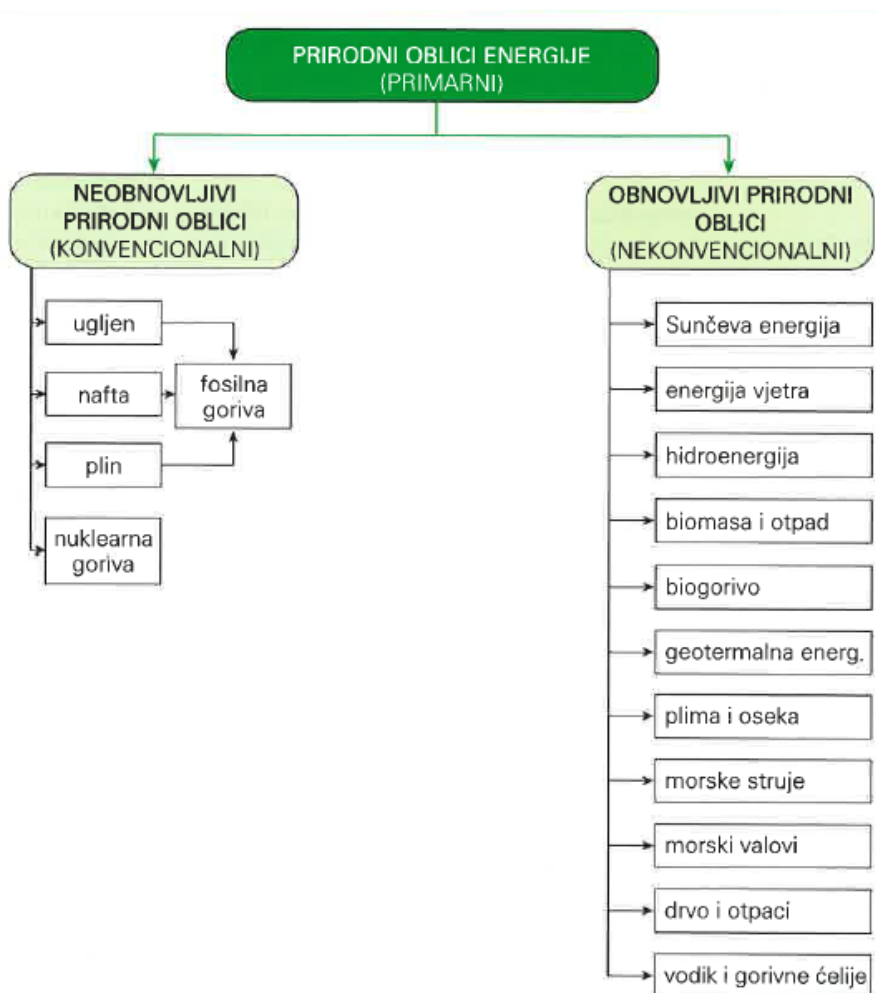 PRIRODNI OBLICI ENERGIJE
(PRIMARNI)
NEOBNOVLJIVI
PRIRODNI OBLICI
(KONVENCIONALNI)
ugljen
nafta
plin
fosilna
goriva
nuklearna
goriva
OBNOVLJIVI PRIRODNI
OBLICI
(NEKONVENCIONALNI)
Sunčeva energija
energija vjetra
hidroenergija
biomasa i otpad
biogorivo
geotermalna energ.
plima i oseka
morske struje
morski valovi
drvo i otpaci
vodik i gorivne ćelije